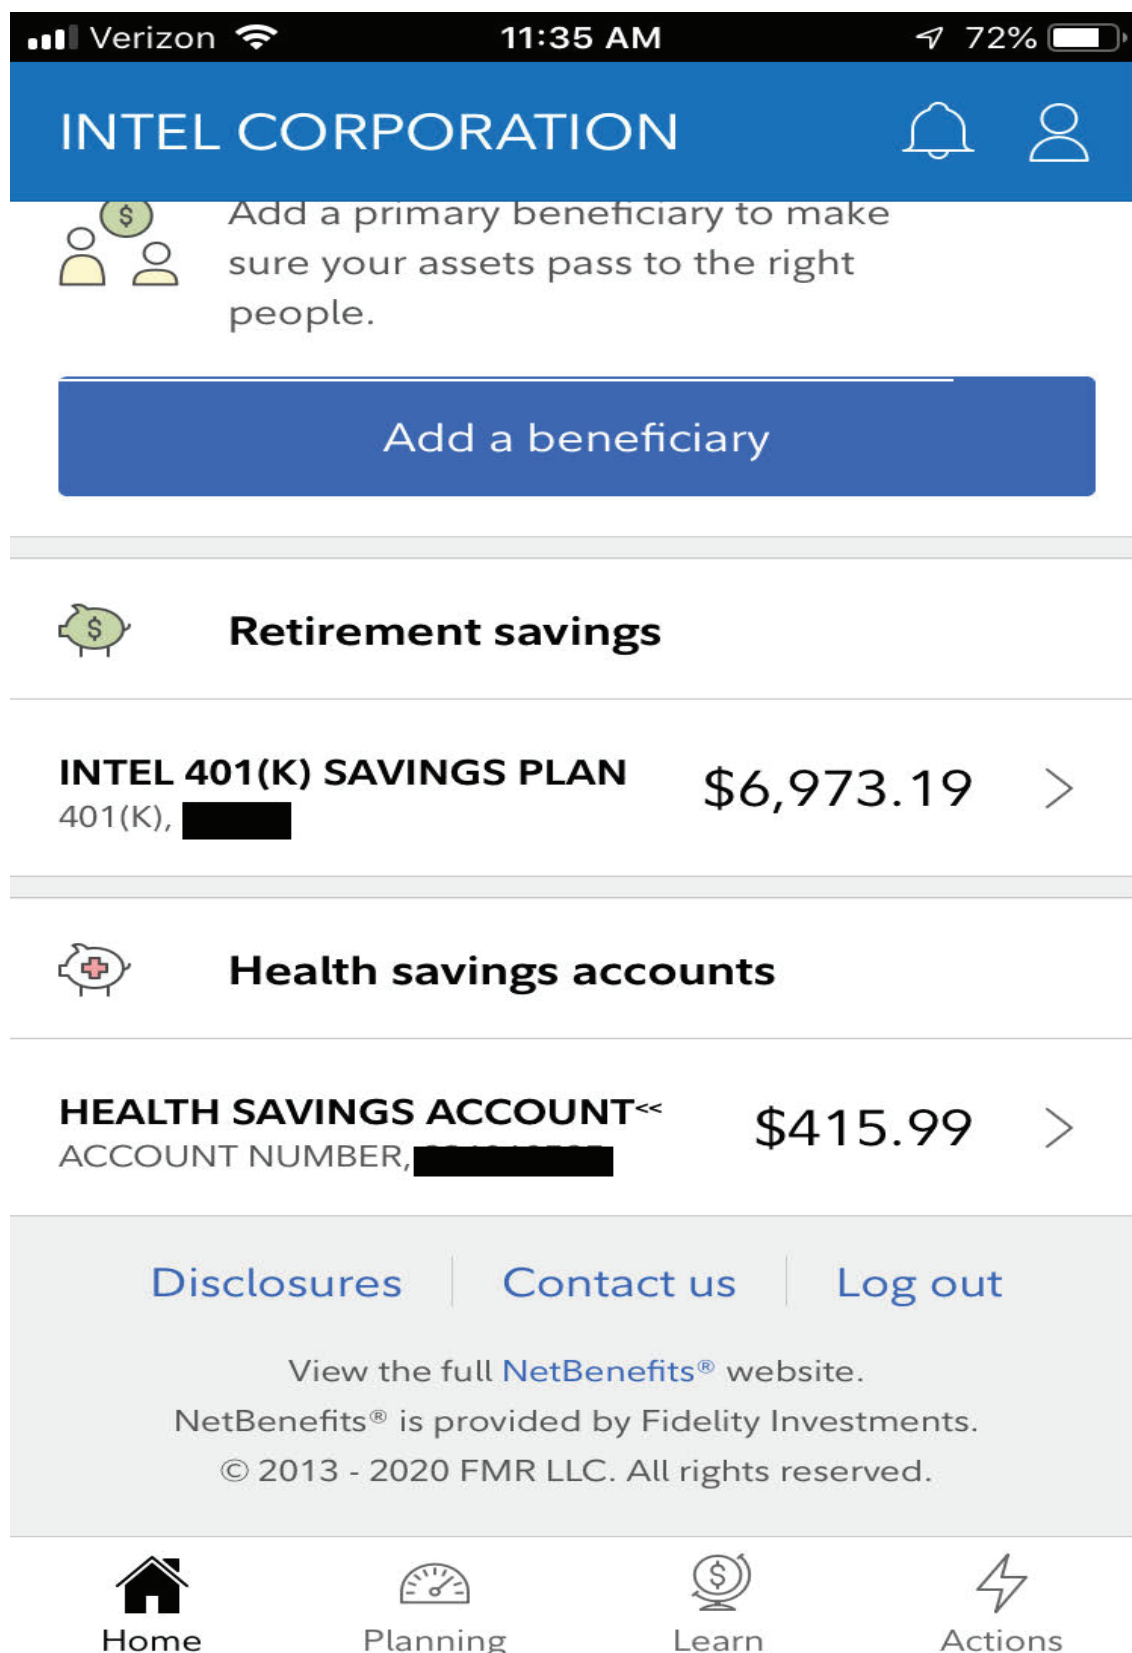 Verizon 11:35 AM 72%
INTEL CORPORATION
$
Add a primary beneficiary to make
sure your assets pass to the right
people.
Add a beneficiary
$
Retirement savings
INTEL 401(K) SAVINGS PLAN
$6,973.19
401(K),
Health savings accounts
HEALTH SAVINGS ACCOUNT<<
$415.99
ACCOUNT NUMBER,
Disclosures Contact us Log out
View the full NetBenefits® website.
NetBenefits® is provided by Fidelity Investments.
© 2013 - 2020 FMR LLC. All rights reserved.
$
Home Planning Learn Actions